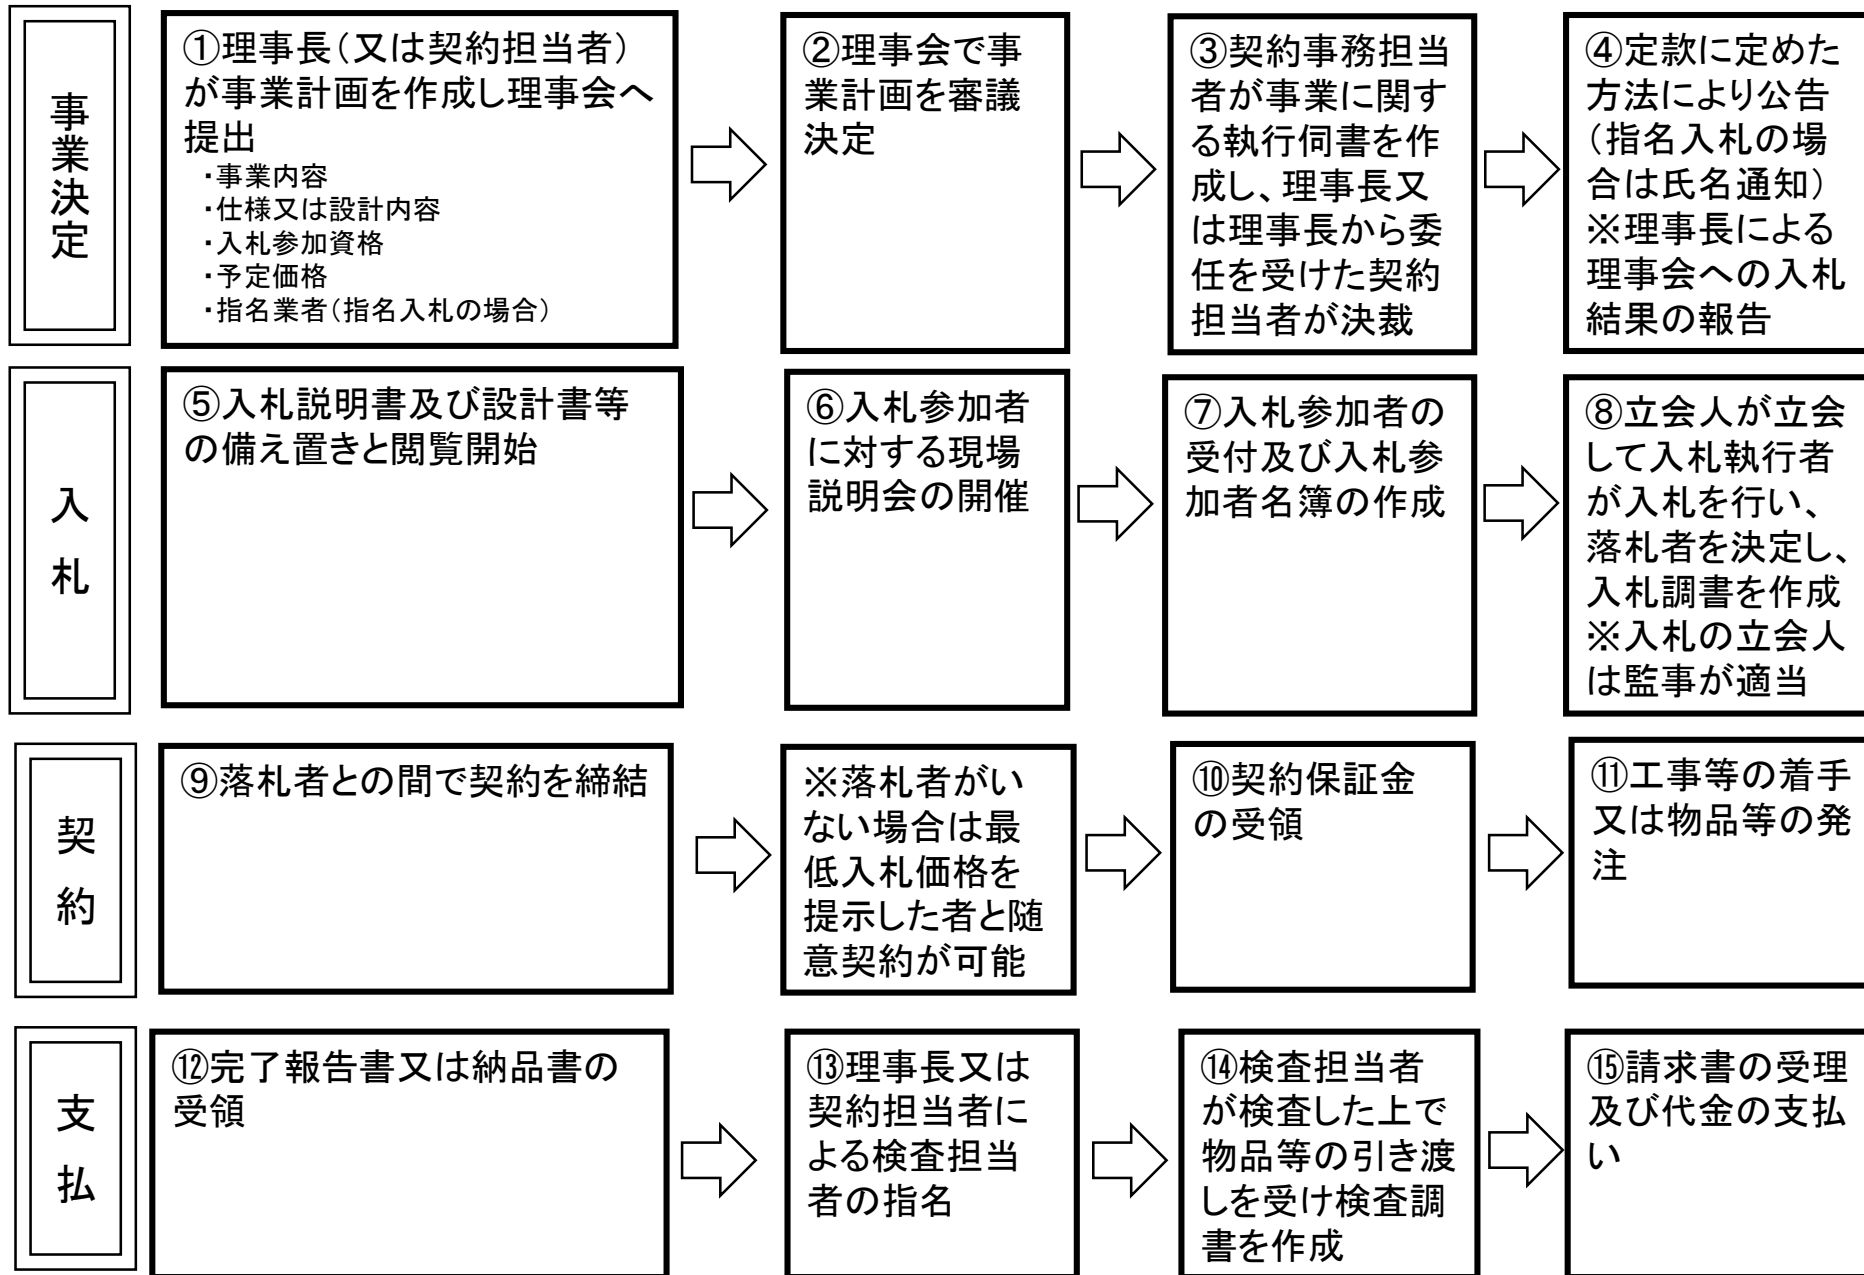 事業決定
①理事長（又は契約担当者）
が事業計画を作成し理事会へ
提出
・事業内容
・仕様又は設計内容
・入札参加資格
・予定価格
・指名業者（指名入札の場合）
②理事会で事
業計画を審議
決定
③契約事務担当
者が事業に関す
る執行伺書を作
成し、理事長又
は理事長から委
任を受けた契約
担当者が決裁
④定款に定めた
方法により公告
（指名入札の場
合は氏名通知）
※理事長による
理事会への入札
結果の報告
入札
⑤入札説明書及び設計書等
の備え置きと閲覧開始
⑥入札参加者
に対する現場
説明会の開催
⑦入札参加者の
受付及び入札参
加者名簿の作成
⑧立会人が立会
して入札執行者
が入札を行い、
落札者を決定し、
入札調書を作成
※入札の立会人
は監事が適当
契約
⑨落札者との間で契約を締結
※落札者がい
ない場合は最
低入札価格を
提示した者と随
意契約が可能
⑩契約保証金
の受領
⑪工事等の着手
又は物品等の発
注
支払
⑫完了報告書又は納品書の
受領
⑬理事長又は
契約担当者に
よる検査担当
者の指名
⑭検査担当者
が検査した上で
物品等の引き渡
しを受け検査調
書を作成
⑮請求書の受理
及び代金の支払
い